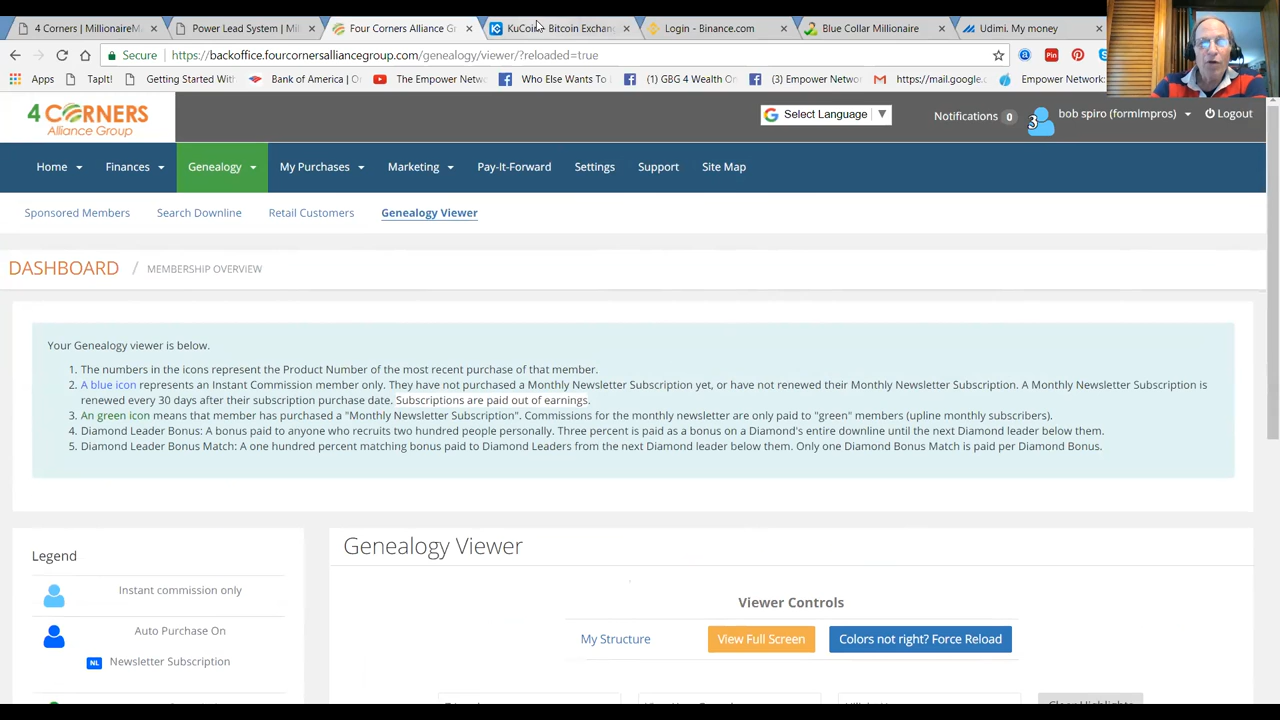 4 Corners | MillionaireM
Power Lead System | Mil
Four Corners Alliance G
KuCoin Bitcoin Exchan
Login - Binance.com
Blue Collar Millionaire
Udimi. My money
Secure
https://backoffice.fourcornersalliancegroup.com/genealogy/viewer/?reloaded=true
Apps
TapIt!
Getting Started With
Bank of America | O
The Empower Netwo
Who Else Wants To
(1) GBG 4 Wealth On
(3) Empower Networ
https://mail.google.c
Empower Network:
4 CORNERS
Alliance Group
Select Language ▼
Notifications 0
3
bob spiro (formlmpros)
Logout
Home
Finances
Genealogy
My Purchases
Marketing
Pay-It-Forward
Settings
Support
Site Map
Sponsored Members
Search Downline
Retail Customers
Genealogy Viewer
DASHBOARD / MEMBERSHIP OVERVIEW
Your Genealogy viewer is below.
1. The numbers in the icons represent the Product Number of the most recent purchase of that member.
2. A blue icon represents an Instant Commission member only. They have not purchased a Monthly Newsletter Subscription yet, or have not renewed their Monthly Newsletter Subscription. A Monthly Newsletter Subscription is
renewed every 30 days after their subscription purchase date. Subscriptions are paid out of earnings.
3. An green icon means that member has purchased a "Monthly Newsletter Subscription". Commissions for the monthly newsletter are only paid to "green" members (upline monthly subscribers).
4. Diamond Leader Bonus: A bonus paid to anyone who recruits two hundred people personally. Three percent is paid as a bonus on a Diamond's entire downline until the next Diamond leader below them.
5. Diamond Leader Bonus Match: A one hundred percent matching bonus paid to Diamond Leaders from the next Diamond leader below them. Only one Diamond Bonus Match is paid per Diamond Bonus.
Legend
Instant commission only
Auto Purchase On
NL Newsletter Subscription
Genealogy Viewer
Viewer Controls
My Structure
View Full Screen
Colors not right? Force Reload